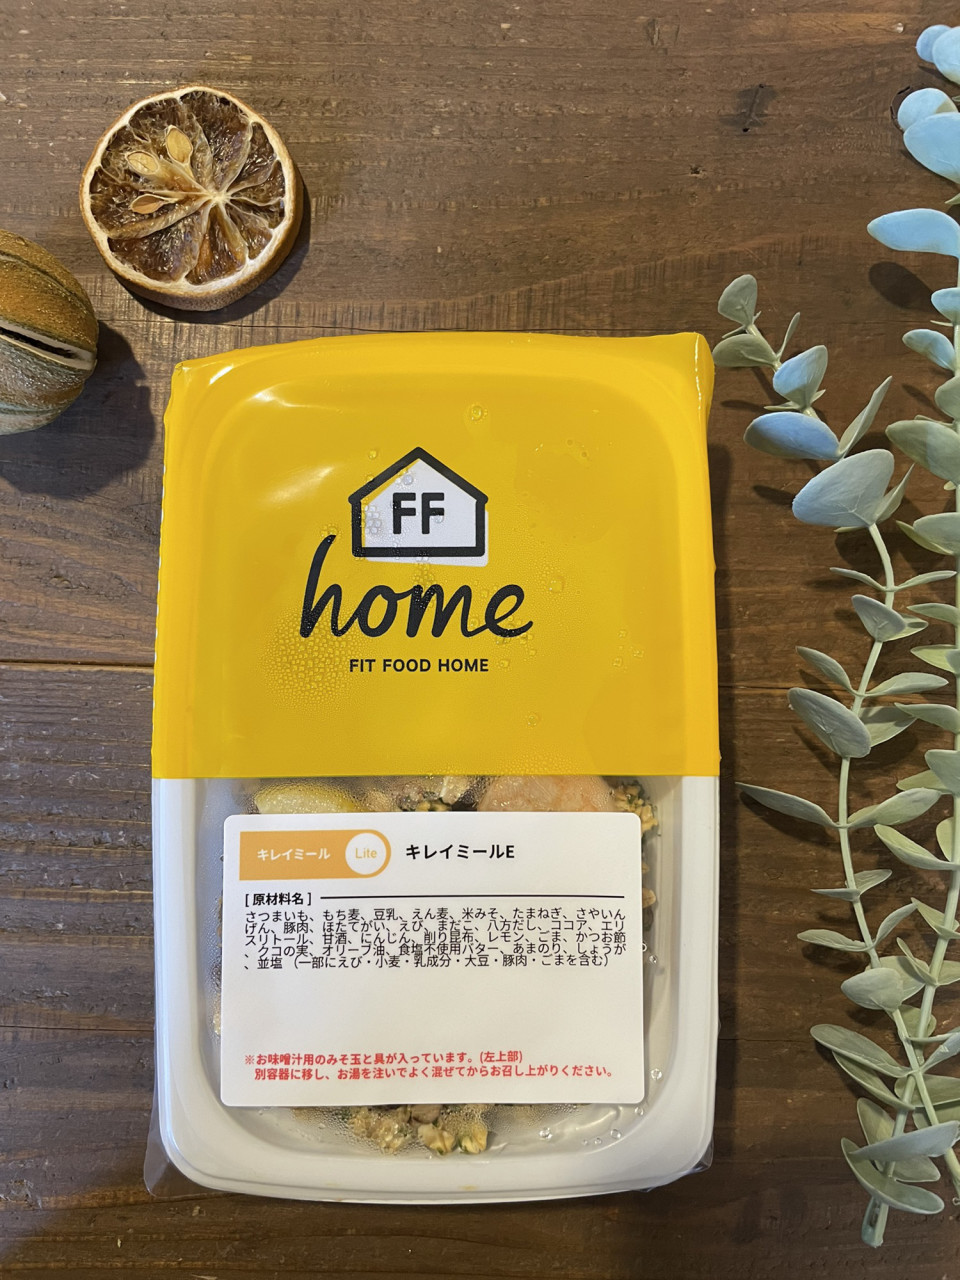 FF
home
FIT FOOD HOME
キレイミール Lite キレイミールE
[ 原材料名 ]
さつまいも、もち麦、豆乳、えん麦、米みそ、たまねぎ、さやいん
げん、豚肉、ほたてがい、えび、まだこ、八方だし、ココア、エリ
スリトール、甘酒、にんじん、削り昆布、レモン、ごま、かつお節
、クコの実、オリーブ油、食塩不使用バター、あまのり、しょうが
、並塩 （一部にえび・小麦・乳成分・大豆・豚肉・ごまを含む）
※お味噌汁用のみそ玉と具が入っています。(左上部)
別容器に移し、お湯を注いでよく混ぜてからお召し上がりください。